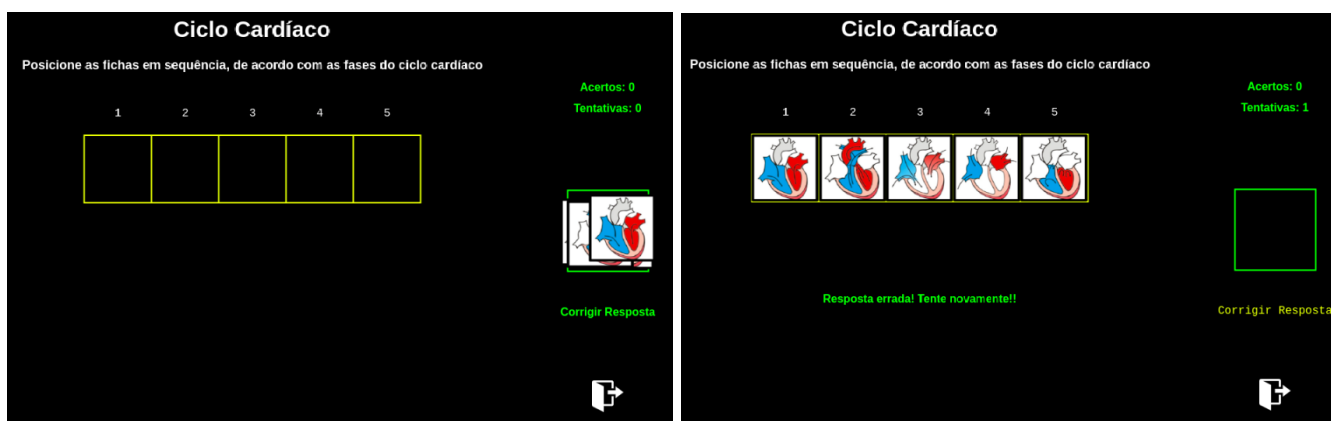 Ciclo Cardíaco
Posicione as fichas em sequência, de acordo com as fases do ciclo cardíaco
Acertos: 0
Tentativas: 0
1 2 3 4 5
Corrigir Resposta
Ciclo Cardíaco
Posicione as fichas em sequência, de acordo com as fases do ciclo cardíaco
Acertos: 0
Tentativas: 1
1 2 3 4 5
Resposta errada! Tente novamente!!
Corrigir Resposta